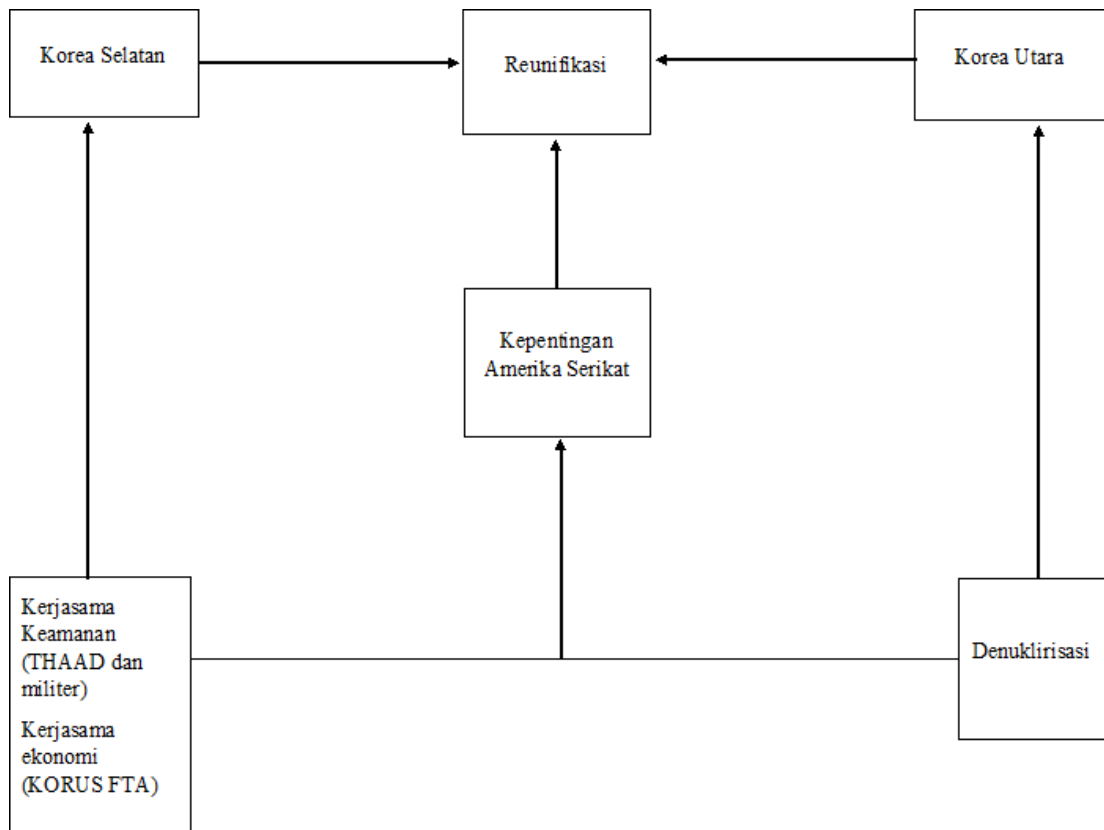 Korea Selatan
Reunifikasi
Korea Utara
Kepentingan
Amerika Serikat
Kerjasama
Keamanan
(THAAD dan
militer)
Kerjasama
ekonomi
(KORUS FTA)
Denuklirisasi